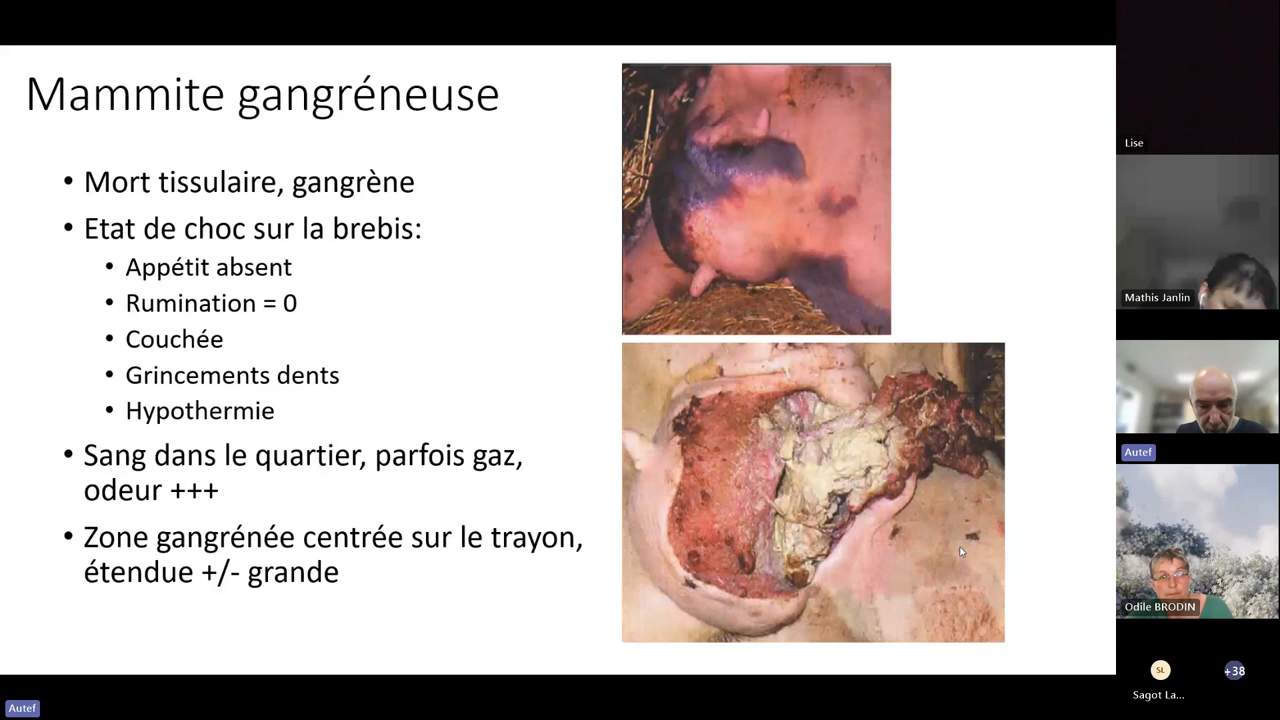 Mammite gangréneuse
• Mort tissulaire, gangrène
• Etat de choc sur la brebis:
• Appétit absent
• Rumination = 0
• Couchée
• Grincements dents
• Hypothermie
• Sang dans le quartier, parfois gaz,
odeur +++
• Zone gangrénée centrée sur le trayon,
étendue +/- grande
Lise
Mathis Janlin
Autef
Odile BRODIN
SL
+38
Sagot La...
Autef